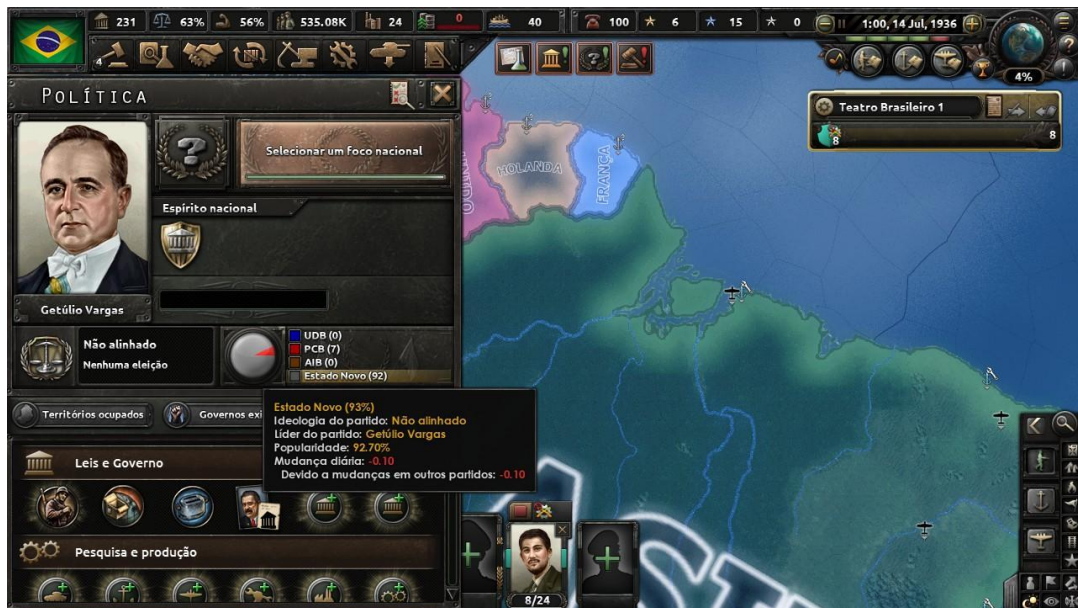 231 63% 56% 535.08K 24 0 40 100 6 15 0 1:00, 14 Jul, 1936
4
4%
POLÍTICA
Teatro Brasileiro 1
8 8
Selecionar um foco nacional
HOLANDA
FRANÇA
Espírito nacional
Getúlio Vargas
Não alinhado
Nenhuma eleição
UDB (0)
PCB (7)
AIB (0)
Estado Novo (92)
Territórios ocupados
Governos exi
Estado Novo (93%)
Ideologia do partido: Não alinhado
Líder do partido: Getúlio Vargas
Popularidade: 92.70%
Mudança diária: -0.10
Devido a mudanças em outros partidos: -0.10
Leis e Governo
Pesquisa e produção
8/24